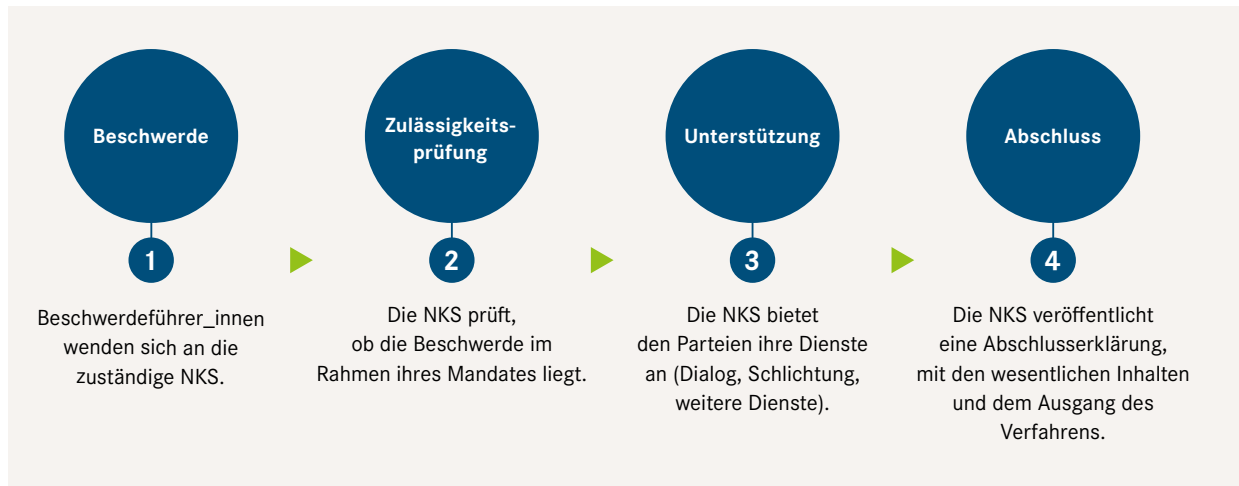 Beschwerde
1
Beschwerdeführer_innen
wenden sich an die
zuständige NKS.
Zulässigkeits-
prüfung
2
Die NKS prüft,
ob die Beschwerde im
Rahmen ihres Mandates liegt.
Unterstützung
3
Die NKS bietet
den Parteien ihre Dienste
an (Dialog, Schlichtung,
weitere Dienste).
Abschluss
4
Die NKS veröffentlicht
eine Abschlusserklärung,
mit den wesentlichen Inhalten
und dem Ausgang des
Verfahrens.